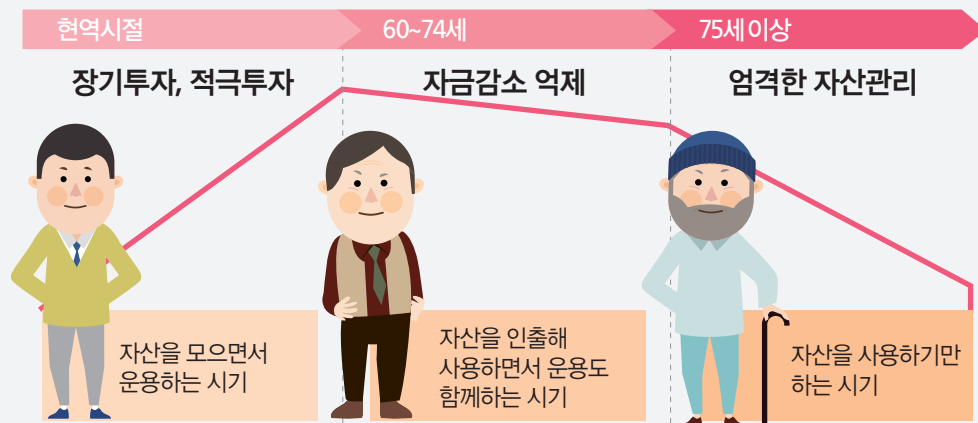 현역시절
60~74세
75세 이상
장기투자, 적극투자
자금감소 억제
엄격한 자산관리
자산을 모으면서
운용하는 시기
자산을 인출해
사용하면서 운용도
함께하는 시기
자산을 사용하기만
하는 시기